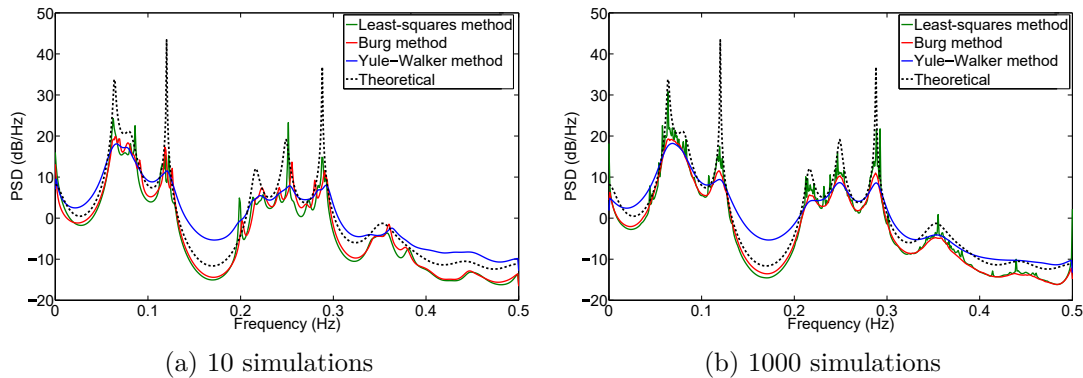 50
40
30
20
10
0
−10
−20
PSD (dB/Hz)
0
0.1
0.2
0.3
0.4
0.5
Frequency (Hz)
Least−squares method
Burg method
Yule−Walker method
Theoretical
(a) 10 simulations
50
40
30
20
10
0
−10
−20
PSD (dB/Hz)
0
0.1
0.2
0.3
0.4
0.5
Frequency (Hz)
Least−squares method
Burg method
Yule−Walker method
Theoretical
(b) 1000 simulations